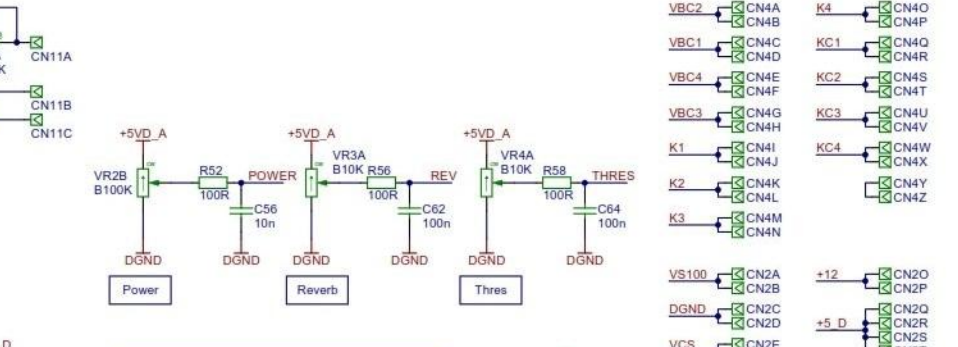 VBC2
CN4A
CN4B
K4
CN4O
CN4P
CN11A
VBC1
CN4C
CN4D
KC1
CN4Q
CN4R
K
VBC4
CN4E
CN4F
KC2
CN4S
CN4T
CN11B
VBC3
CN4G
CN4H
KC3
CN4U
CN4V
CN11C
+5VD_A
+5VD_A
+5VD_A
K1
CN4I
CN4J
KC4
CN4W
CN4X
VR2B
B100K
R52
100R
POWER
VR3A
B10K
R56
100R
REV
VR4A
B10K
R58
100R
THRES
K2
CN4K
CN4L
CN4Y
CN4Z
C56
10n
C62
100n
C64
100n
K3
CN4M
CN4N
DGND
DGND
DGND
DGND
DGND
DGND
Power
Reverb
Thres
VS100
CN2A
CN2B
+12
CN2O
CN2P
DGND
CN2C
CN2D
+5_D
CN2Q
CN2R
CN2S
VCS
CN2E
D